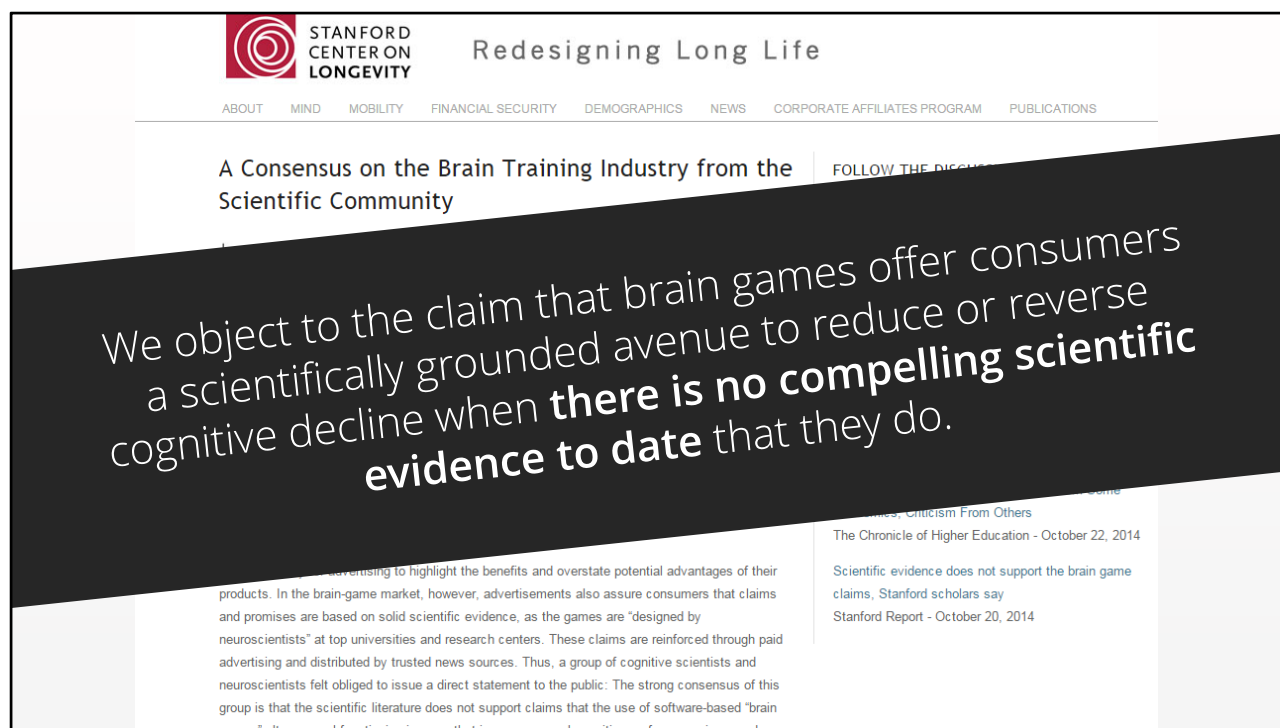 STANFORD
CENTER ON
LONGEVITY
Redesigning Long Life
ABOUT MIND MOBILITY FINANCIAL SECURITY DEMOGRAPHICS NEWS CORPORATE AFFILIATES PROGRAM PUBLICATIONS
A Consensus on the Brain Training Industry from the
Scientific Community
FOLLOW THE
We object to the claim that brain games offer consumers
a scientifically grounded avenue to reduce or reverse
cognitive decline when there is no compelling scientific
evidence to date that they do.
advertising to highlight the benefits and overstate potential advantages of their
products. In the brain-game market, however, advertisements also assure consumers that claims
and promises are based on solid scientific evidence, as the games are “designed by
neuroscientists” at top universities and research centers. These claims are reinforced through paid
advertising and distributed by trusted news sources. Thus, a group of cognitive scientists and
neuroscientists felt obliged to issue a direct statement to the public: The strong consensus of this
group is that the scientific literature does not support claims that the use of software-based “brain
Criticism From Others
The Chronicle of Higher Education - October 22, 2014
Scientific evidence does not support the brain game
claims, Stanford scholars say
Stanford Report - October 20, 2014